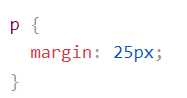 p {
  margin: 25px;
}